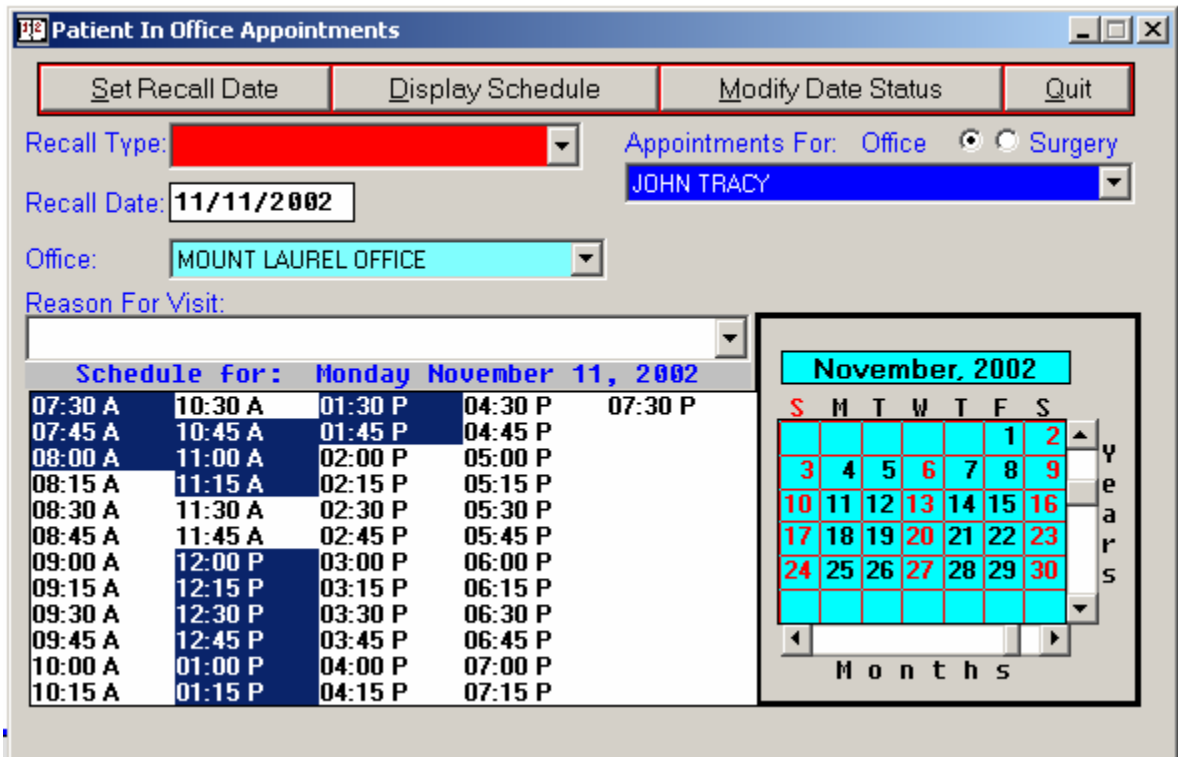 Patient In Office Appointments
Set Recall Date Display Schedule Modify Date Status Quit
Recall Type: Appointments For: Office Surgery
JOHN TRACY
Recall Date: 11/11/2002
Office: MOUNT LAUREL OFFICE
Reason For Visit:
Schedule for: Monday November 11, 2002
07:30 A 10:30 A 01:30 P 04:30 P 07:30 P
07:45 A 10:45 A 01:45 P 04:45 P
08:00 A 11:00 A 02:00 P 05:00 P
08:15 A 11:15 A 02:15 P 05:15 P
08:30 A 11:30 A 02:30 P 05:30 P
08:45 A 11:45 A 02:45 P 05:45 P
09:00 A 12:00 P 03:00 P 06:00 P
09:15 A 12:15 P 03:15 P 06:15 P
09:30 A 12:30 P 03:30 P 06:30 P
09:45 A 12:45 P 03:45 P 06:45 P
10:00 A 01:00 P 04:00 P 07:00 P
10:15 A 01:15 P 04:15 P 07:15 P
November, 2002
S M T W T F S
1 2
3 4 5 6 7 8 9
10 11 12 13 14 15 16
17 18 19 20 21 22 23
24 25 26 27 28 29 30
Years
Months